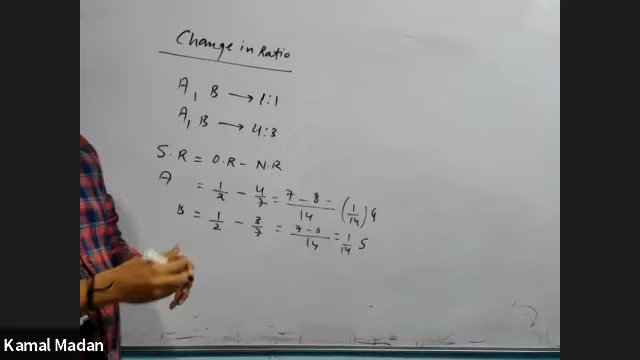 Change in Ratio
A, B → 1:1
A, B → 4:3
S.R = O.R - N.R
A = 1/2 - 4/7 = 7-8/14 = (1/14) G
B = 1/2 - 3/7 = 7-6/14 = 1/14 S
Kamal Madan